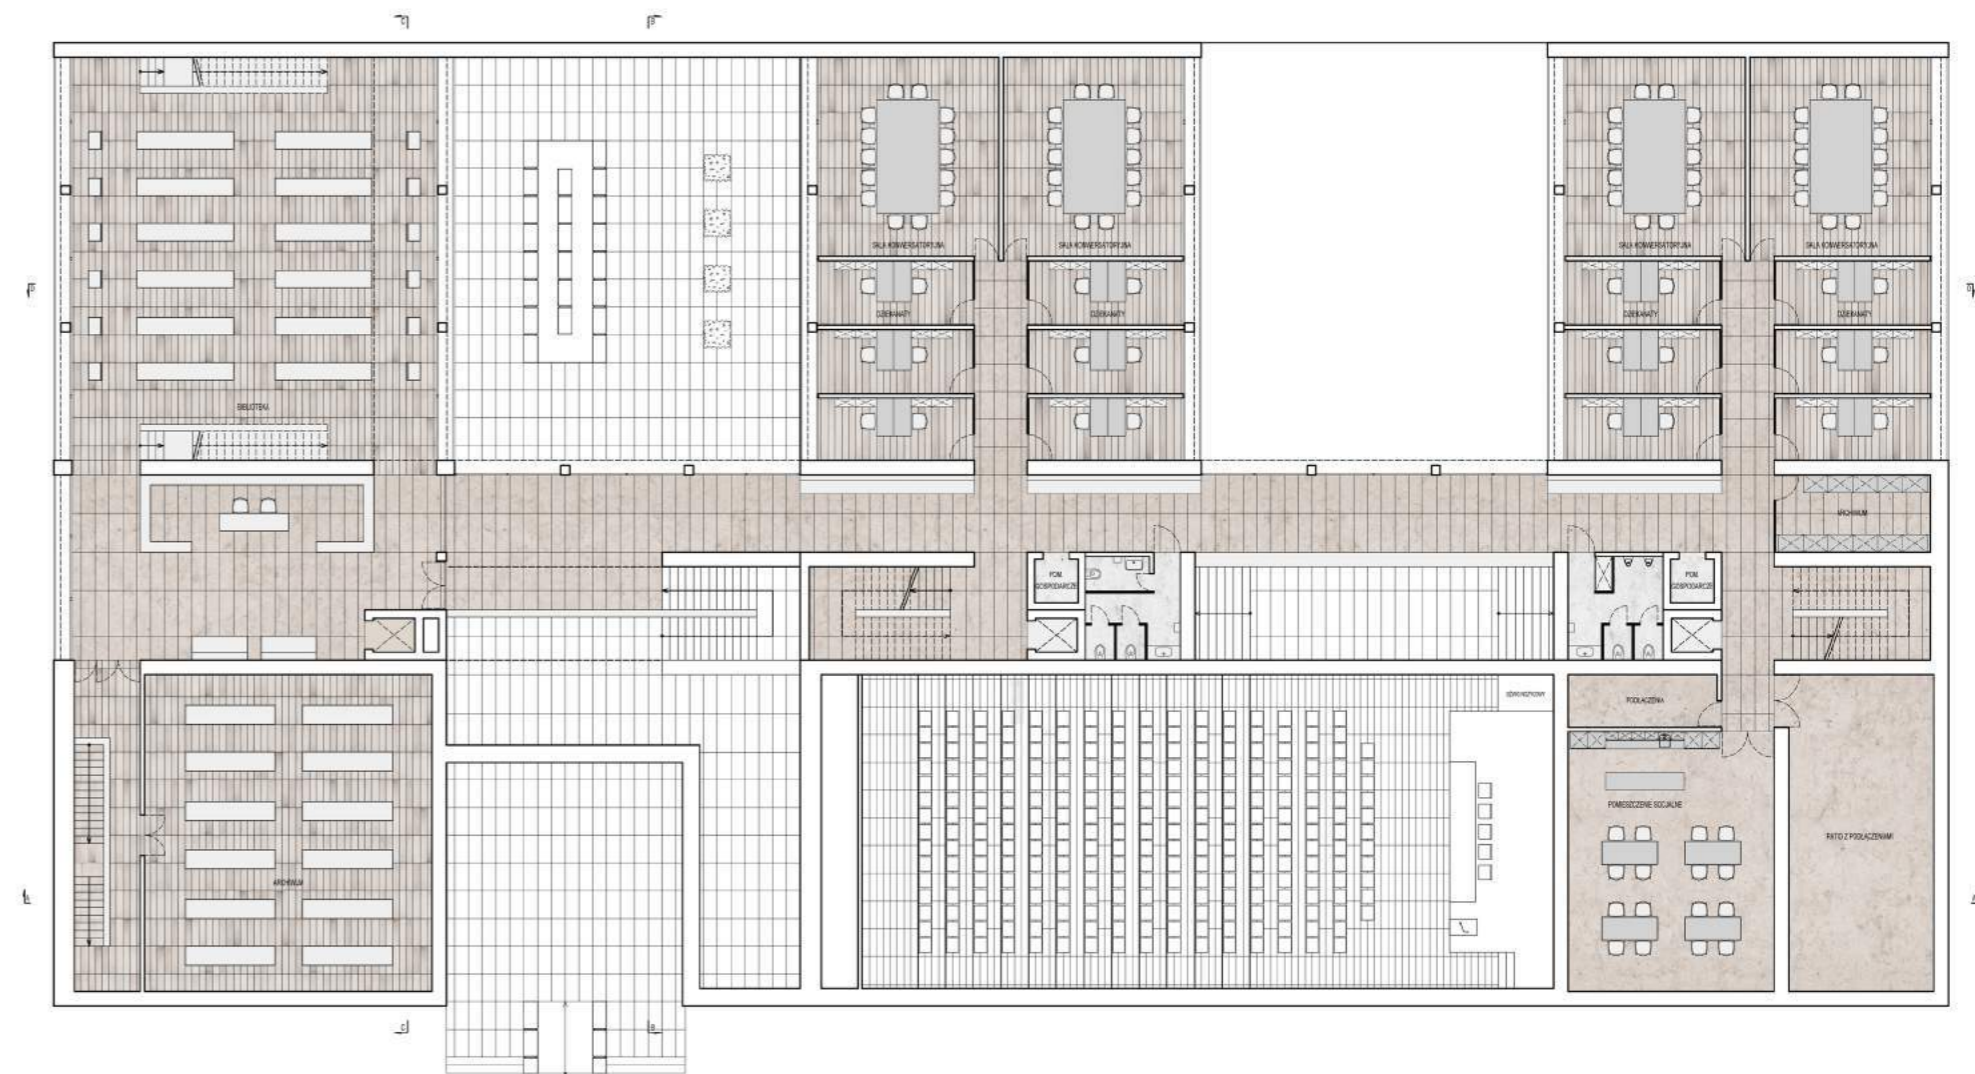 C
B
SALA KONWERSATORYJNA
SALA KONWERSATORYJNA
SALA KONWERSATORYJNA
SALA KONWERSATORYJNA
D
D
DZIEKANATY
DZIEKANATY
DZIEKANATY
BIBLIOTEKA
ARCHIWUM
POM.
GOSPODARCZE
POM.
GOSPODARCZE
PODŁĄCZENIA
POMIESZCZENIE SOCJALNE
PATIO Z PODŁĄCZENIAMI
ARCHIWUM
A
A
C
B